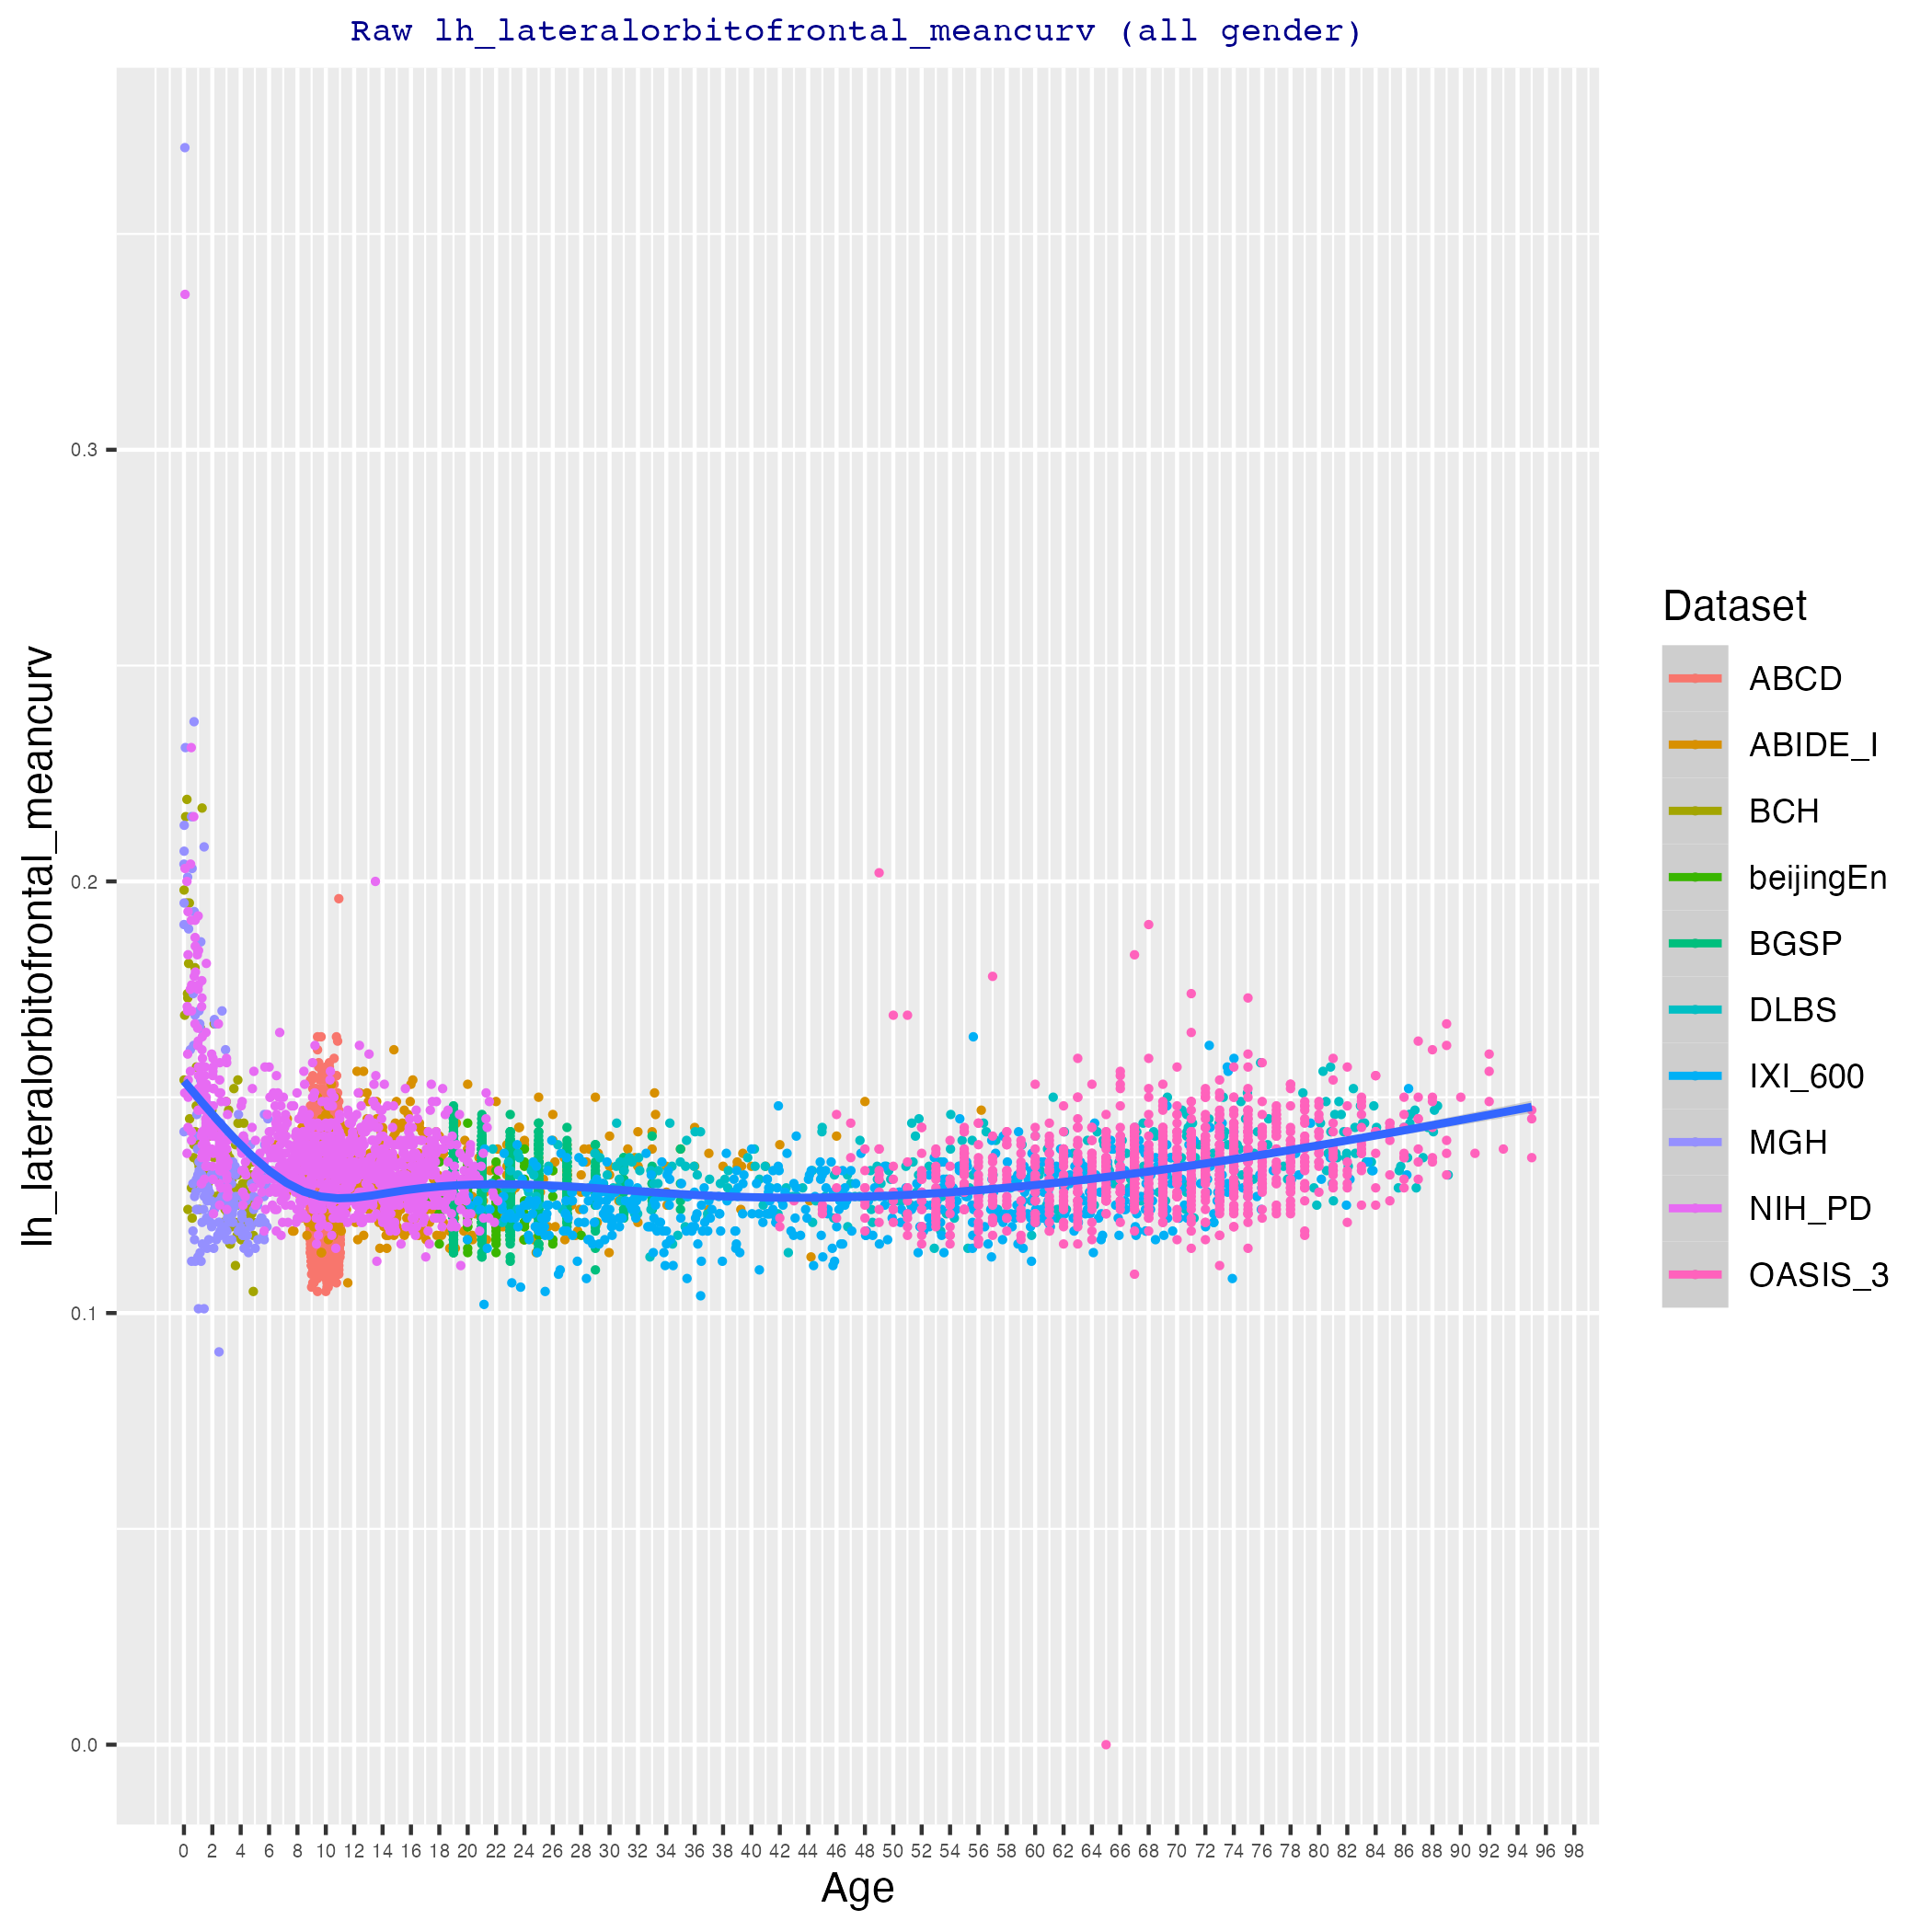 Raw lh_lateralorbitofrontal_meancurv (all gender)
lh_lateralorbitofrontal_meancurv
0.3
0.2
0.1
0.0
0 2 4 6 8 10 12 14 16 18 20 22 24 26 28 30 32 34 36 38 40 42 44 46 48 50 52 54 56 58 60 62 64 66 68 70 72 74 76 78 80 82 84 86 88 90 92 94 96 98
Age
Dataset
ABCD
ABIDE_I
BCH
beijingEn
BGSP
DLBS
IXI_600
MGH
NIH_PD
OASIS_3